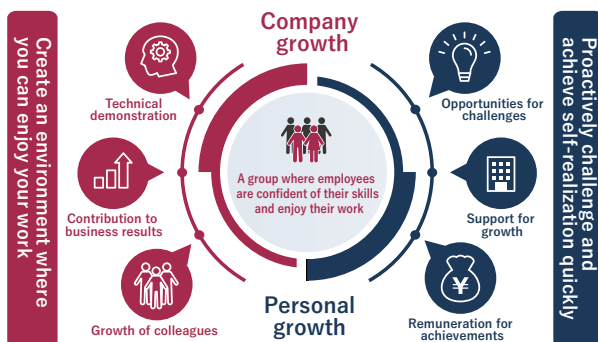 Create an environment where
you can enjoy your work
Technical
demonstration
Contribution to
business results
Growth of colleagues
Company
growth
A group where employees
are confident of their skills
and enjoy their work
Personal
growth
Opportunities for
challenges
Support for
growth
¥
Remuneration for
achievements
Proactively challenge and
achieve self-realization quickly